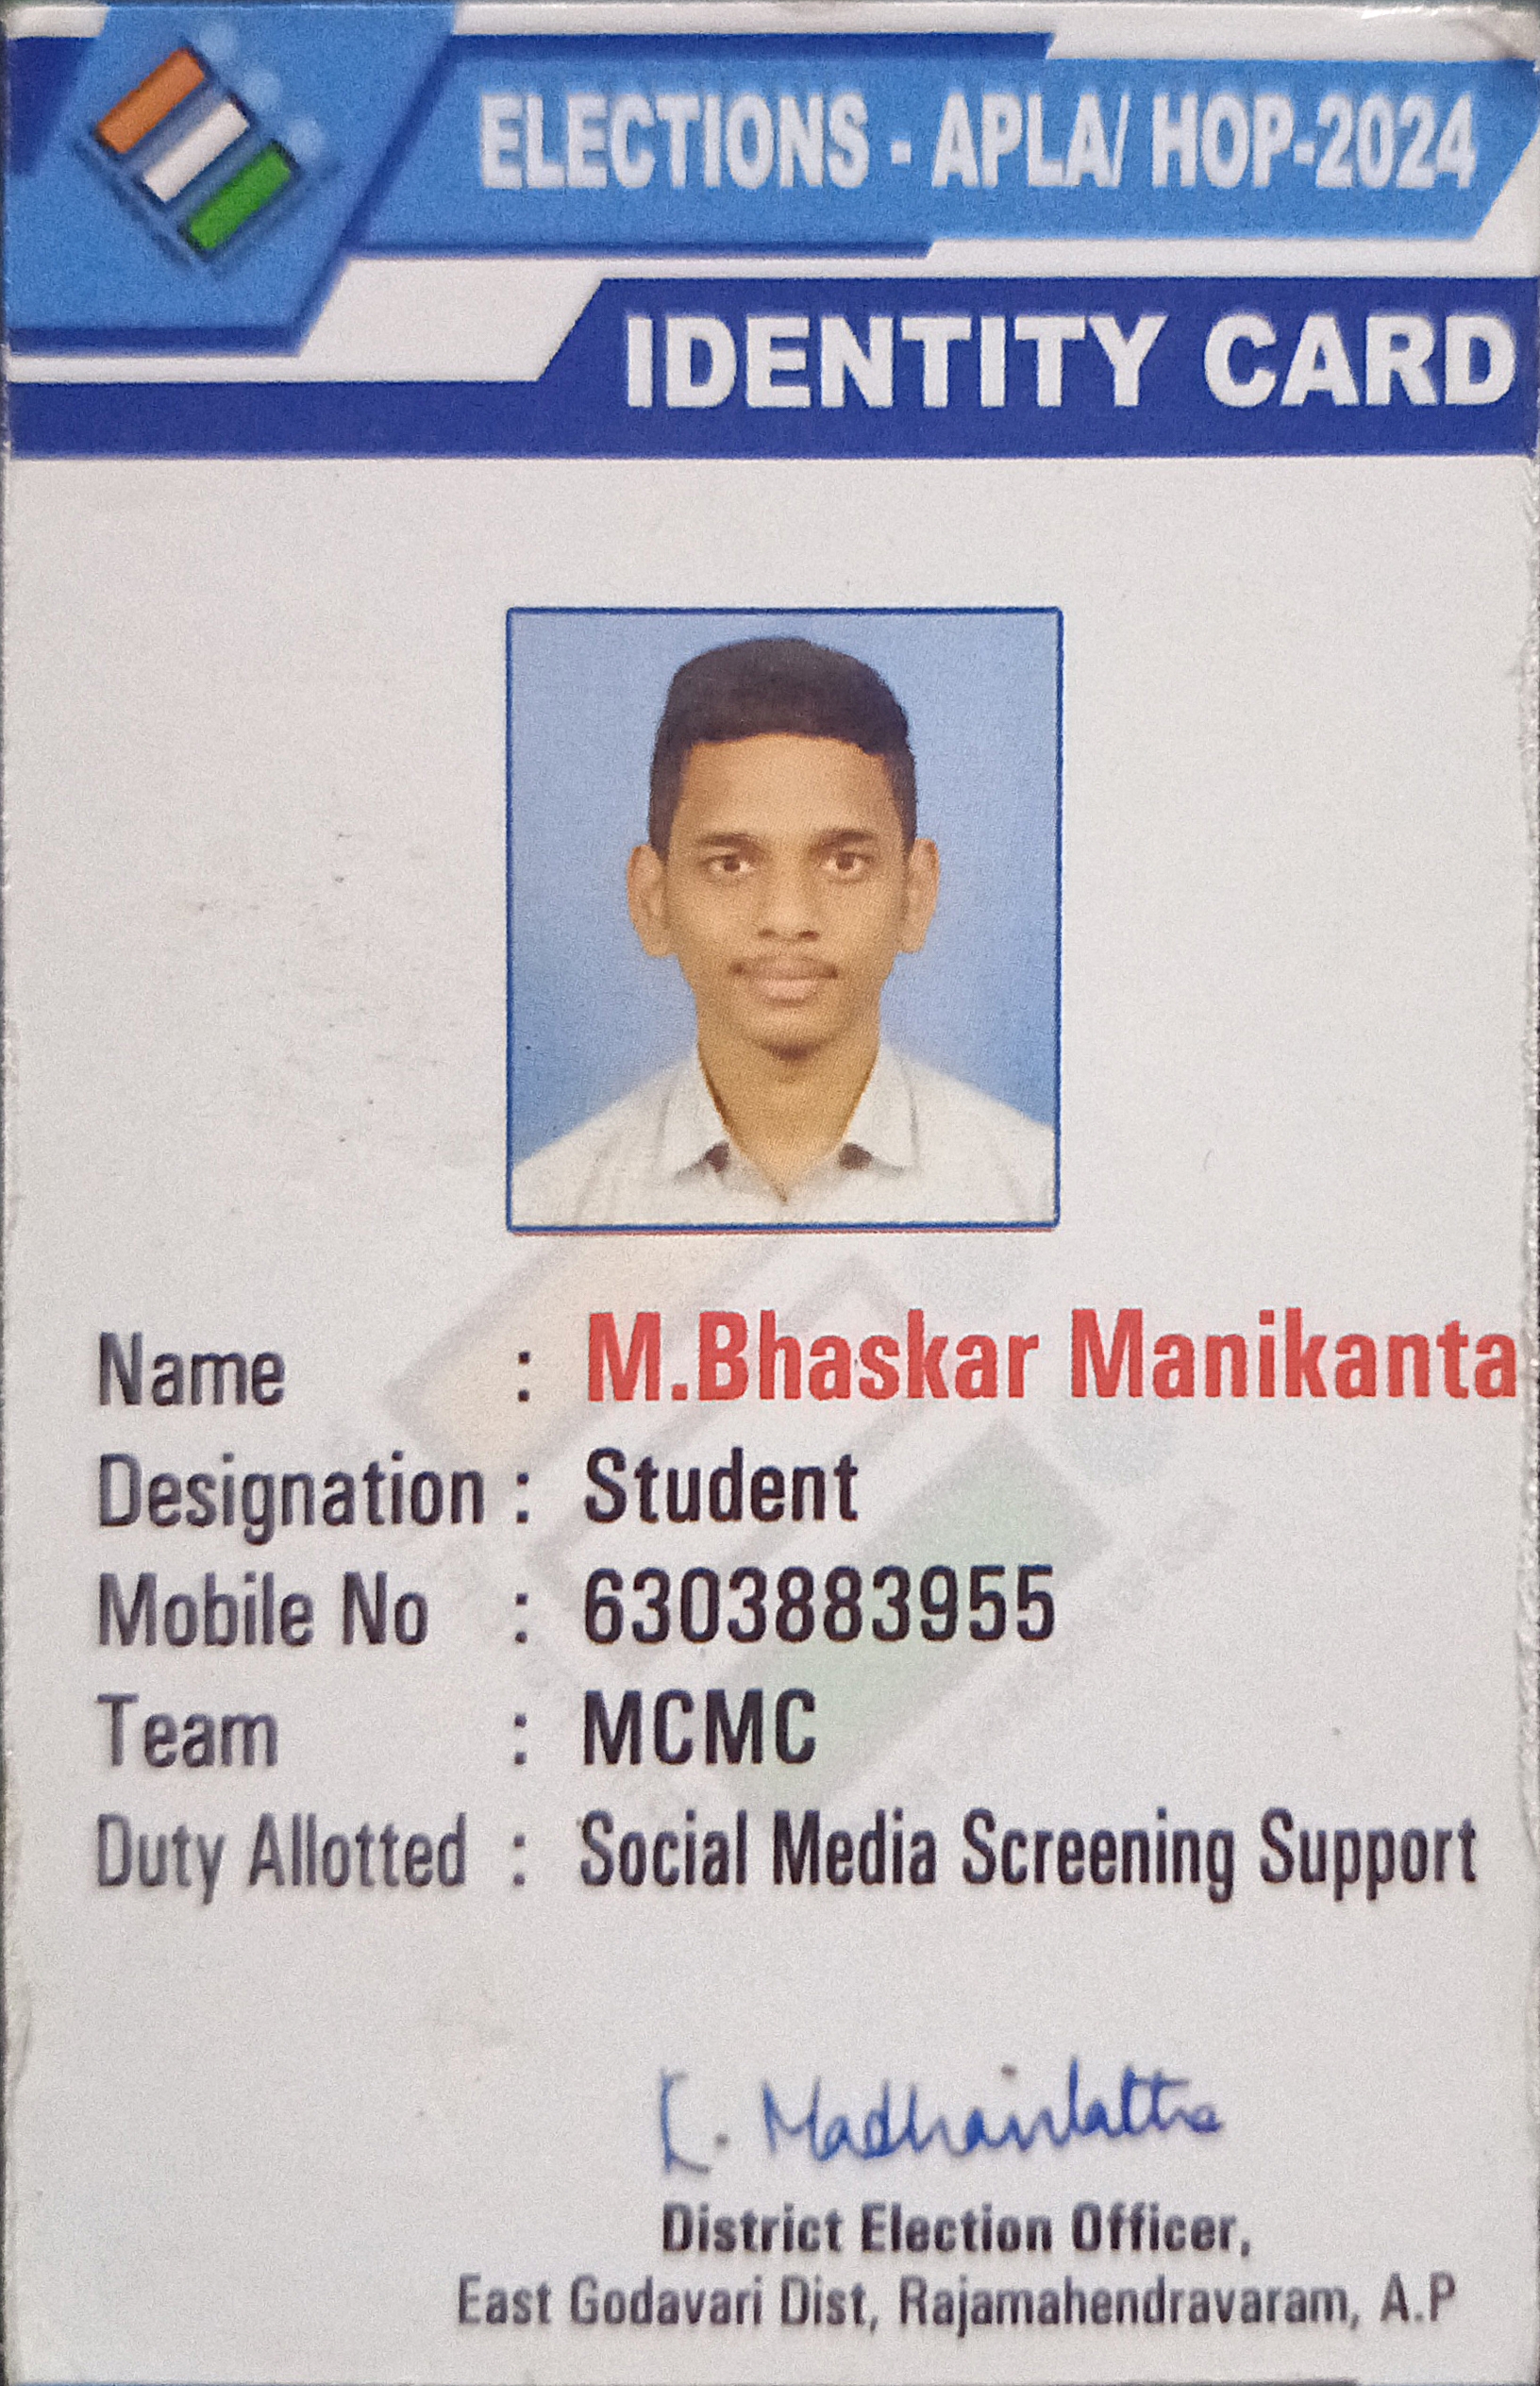 ELECTIONS - APLA/ HOP-2024
IDENTITY CARD
Name : M.Bhaskar Manikanta
Designation : Student
Mobile No : 6303883955
Team : MCMC
Duty Allotted : Social Media Screening Support
K. Madhavilatha
District Election Officer,
East Godavari Dist, Rajamahendravaram, A.P